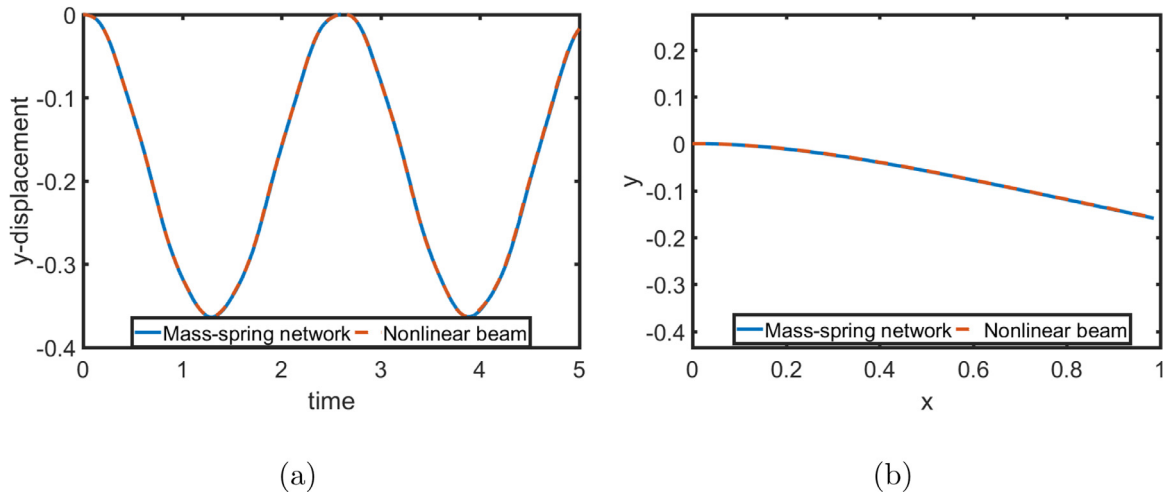 0
-0.1
-0.2
-0.3
-0.4
y-displacement
0 1 2 3 4 5
time
Mass-spring network Nonlinear beam
(a)
0.2
0.1
0
-0.1
-0.2
-0.3
-0.4
y
0 0.2 0.4 0.6 0.8 1
x
Mass-spring network Nonlinear beam
(b)